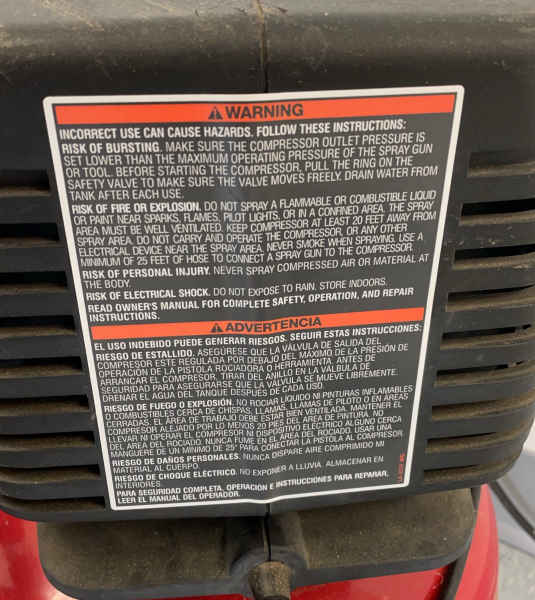 ⚠ WARNING
INCORRECT USE CAN CAUSE HAZARDS. FOLLOW THESE INSTRUCTIONS:
RISK OF BURSTING. MAKE SURE THE COMPRESSOR OUTLET PRESSURE IS
SET LOWER THAN THE MAXIMUM OPERATING PRESSURE OF THE SPRAY GUN
OR TOOL. BEFORE STARTING THE COMPRESSOR, PULL THE RING ON THE
SAFETY VALVE TO MAKE SURE THE VALVE MOVES FREELY. DRAIN WATER FROM
TANK AFTER EACH USE.
RISK OF FIRE OR EXPLOSION. DO NOT SPRAY A FLAMMABLE OR COMBUSTIBLE LIQUID
OR PAINT NEAR SPARKS, FLAMES, PILOT LIGHTS, OR IN A CONFINED AREA. THE SPRAY
AREA MUST BE WELL VENTILATED. KEEP COMPRESSOR AT LEAST 20 FEET AWAY FROM
SPRAY AREA. DO NOT CARRY AND OPERATE THE COMPRESSOR, OR ANY OTHER
ELECTRICAL DEVICE NEAR THE SPRAY AREA. NEVER SMOKE WHEN SPRAYING. USE A
MINIMUM OF 25 FEET OF HOSE TO CONNECT A SPRAY GUN TO THE COMPRESSOR.
RISK OF PERSONAL INJURY. NEVER SPRAY COMPRESSED AIR OR MATERIAL AT
THE BODY.
RISK OF ELECTRICAL SHOCK. DO NOT EXPOSE TO RAIN. STORE INDOORS.
READ OWNER'S MANUAL FOR COMPLETE SAFETY, OPERATION, AND REPAIR
INSTRUCTIONS.
⚠ ADVERTENCIA
EL USO INDEBIDO PUEDE GENERAR RIESGOS. SEGUIR ESTAS INSTRUCCIONES:
RIESGO DE ESTALLIDO. ASEGURESE QUE LA VÁLVULA DE SALIDA DEL
COMPRESOR ESTE REGULADA POR DEBAJO DEL MÁXIMO DE LA PRESIÓN DE
OPERACIÓN DE LA PISTOLA ROCIADORA O HERRAMIENTA. ANTES DE
ARRANCAR EL COMPRESOR, TIRAR DEL ANILLO EN LA VALBULA DE
SEGURIDAD PARA ASEGURARSE QUE LA VÁLVULA SE MUEVE LIBREMENTE.
DRENAR EL AGUA DEL TANQUE DESPUÉS DE CADA USO.
RIESGO DE FUEGO O EXPLOSIÓN. NO ROCIAR LIQUIDO NI PINTURAS INFLAMABLES
O COMBUSTIBLES CERCA DE CHISPAS, LLAMAS, LLAMAS DE PILOTO O EN ÁREAS
CERRADAS. EL ÁREA DE TRABAJO DEBE ESTAR BIEN VENTILADA. MANTENER EL
COMPRESOR ALEJADO POR LO MENOS 20 PIES DEL ÁREA DE PINTURA. NO
LLEVAR NI OPERAR EL COMPRESOR NI DISPOSITIVO ELÉCTRICO ALGUNO CERCA
DEL ÁREA DEL ROCIADO. NUNCA FUME EN EL ÁREA DEL ROCIADO. USAR UNA
MANGUERE DE UN MINIMO DE 25' PARA CONECTAR LA PISTOLA AL COMPRESOR.
RIESGO DE DAÑOS PERSONALES. NUNCA DISPARE AIRE COMPRIMIDO NI
MATERIAL AL CUERPO.
RIESGO DE CHOQUE ELÉCTRICO. NO EXPONER A LLUVIA. ALMACENAR EN
INTERIORES.
PARA SEGURIDAD COMPLETA, OPERACIÓN E INSTRUCCIONES PARA REPARAR,
LEER EL MANUAL DEL OPERADOR.